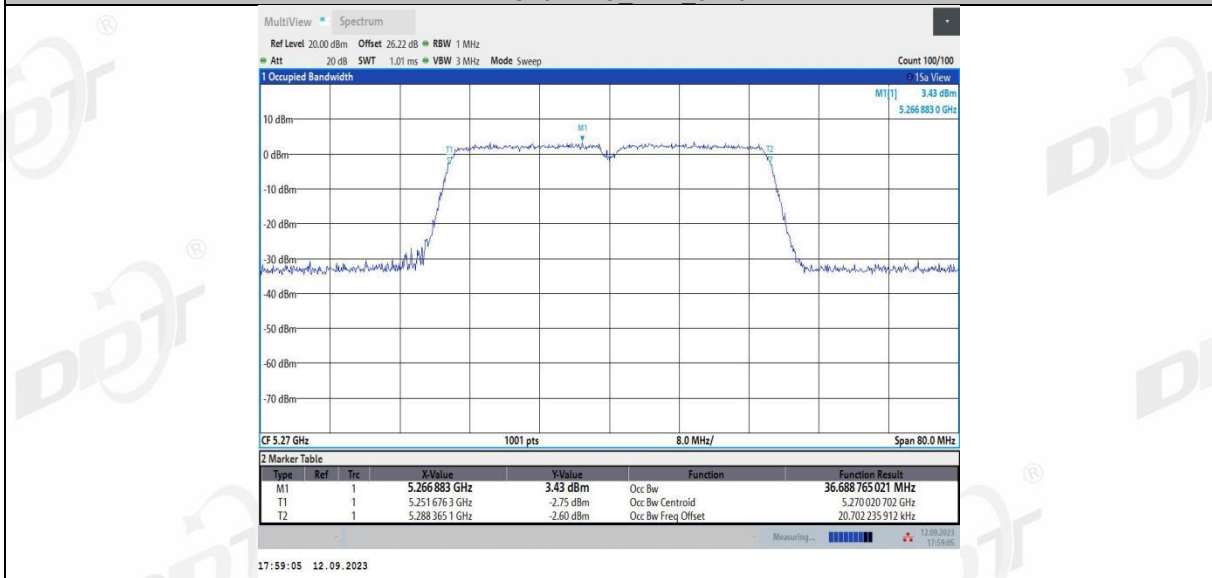 MultiView Spectrum
Ref Level 20.00 dBm Offset 26.22 dB RBW 1 MHz
Att 20 dB SWT 1.01 ms VBW 3 MHz Mode Sweep Count 100/100
1 Occupied Bandwidth 1Sa View
M1[1] 3.43 dBm
5.266 883 0 GHz
10 dBm
M1
T1 T2
0 dBm
-10 dBm
-20 dBm
-30 dBm
-40 dBm
-50 dBm
-60 dBm
-70 dBm
CF 5.27 GHz 1001 pts 8.0 MHz/ Span 80.0 MHz
2 Marker Table
Type Ref Trc X-Value Y-Value Function Function Result
M1 1 5.266 883 GHz 3.43 dBm Occ Bw 36.688 765 021 MHz
T1 1 5.251 676 3 GHz -2.75 dBm Occ Bw Centroid 5.270 020 702 GHz
T2 1 5.288 365 1 GHz -2.60 dBm Occ Bw Freq Offset 20.702 235 912 kHz
Measuring... 12.09.2023
17:59:05
17:59:05 12.09.2023
DDT
DDT
DDT
®
®
®